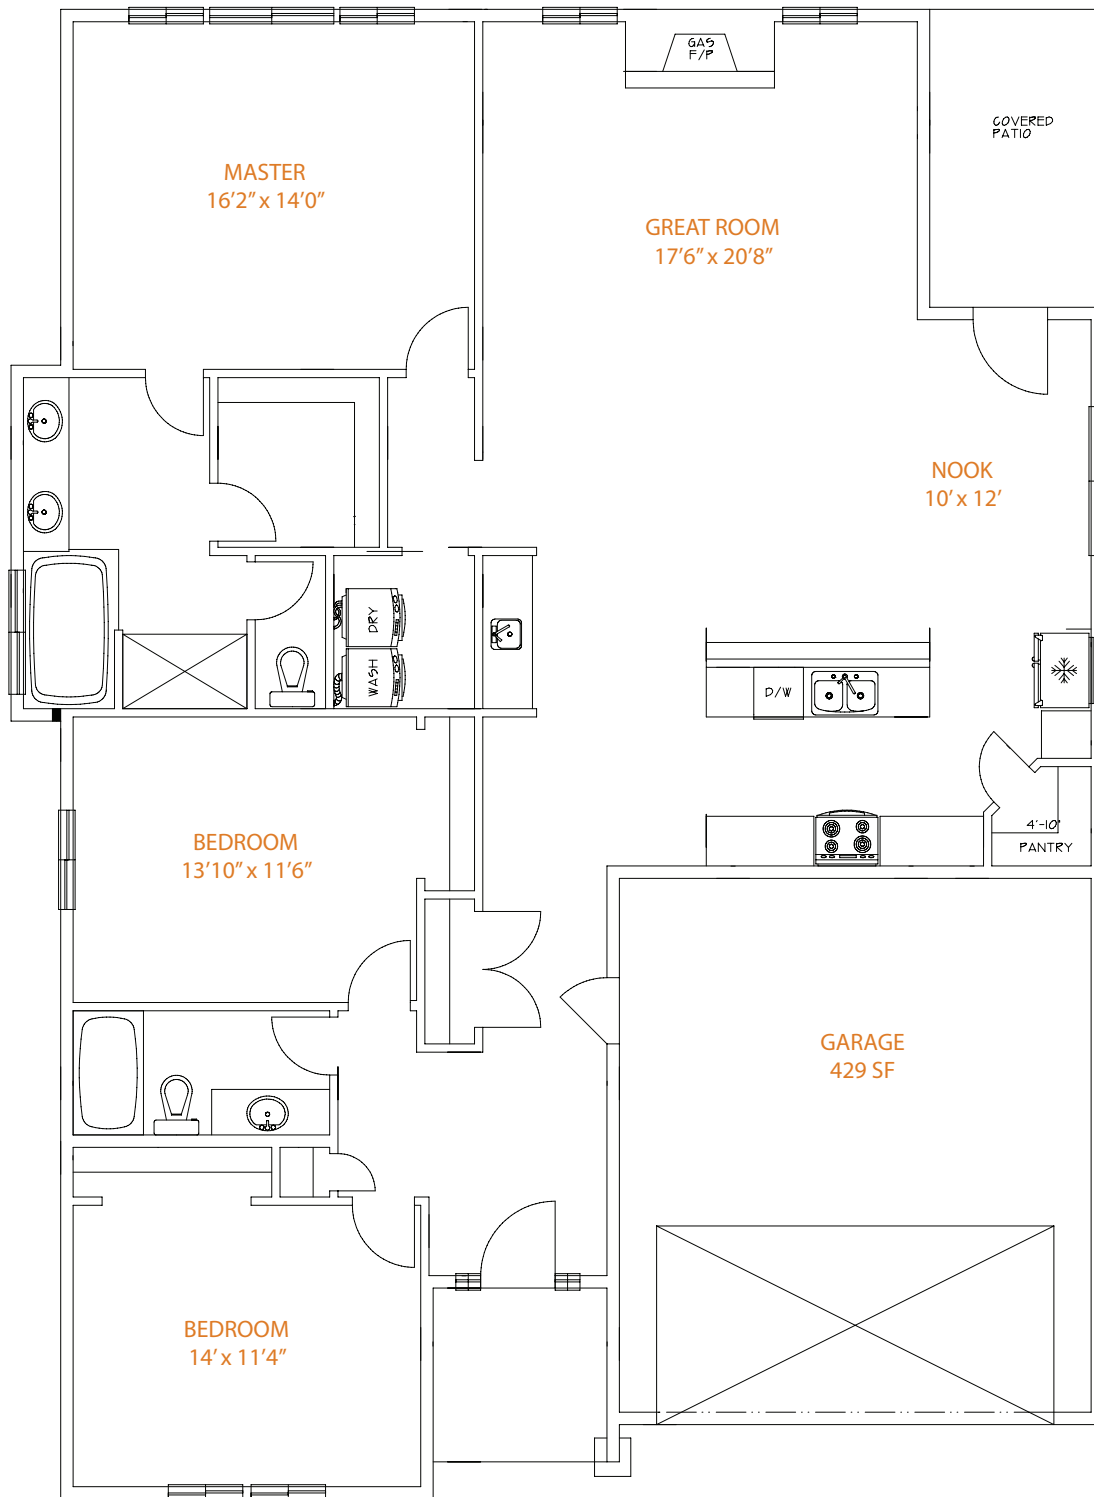 GAS
F/P
COVERED
PATIO
MASTER
16’2” x 14’0”
GREAT ROOM
17’6” x 20’8”
NOOK
10’ x 12’
DRY
WASH
D/W
BEDROOM
13’10” x 11’6”
4'-10"
PANTRY
GARAGE
429 SF
BEDROOM
14’ x 11’4”